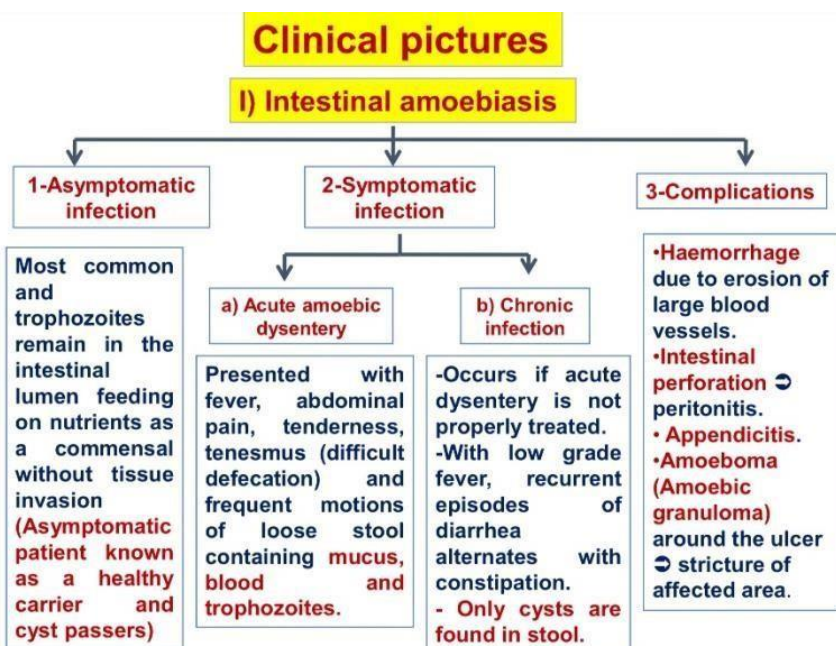 Clinical pictures
I) Intestinal amoebiasis
1-Asymptomatic
infection
Most common
and
trophozoites
remain in the
intestinal
lumen feeding
on nutrients as
a commensal
without tissue
invasion
(Asymptomatic
patient known
as a healthy
carrier and
cyst passers)
2-Symptomatic
infection
a) Acute amoebic
dysentery
Presented with
fever, abdominal
pain, tenderness,
tenesmus (difficult
defecation) and
frequent motions
of loose stool
containing mucus,
blood and
trophozoites.
b) Chronic
infection
-Occurs if acute
dysentery is not
properly treated.
-With low grade
fever, recurrent
episodes of
diarrhea
alternates with
constipation.
- Only cysts are
found in stool.
3-Complications
•Haemorrhage
due to erosion of
large blood
vessels.
•Intestinal
perforation ➲
peritonitis.
• Appendicitis.
•Amoeboma
(Amoebic
granuloma)
around the ulcer
➲ stricture of
affected area.